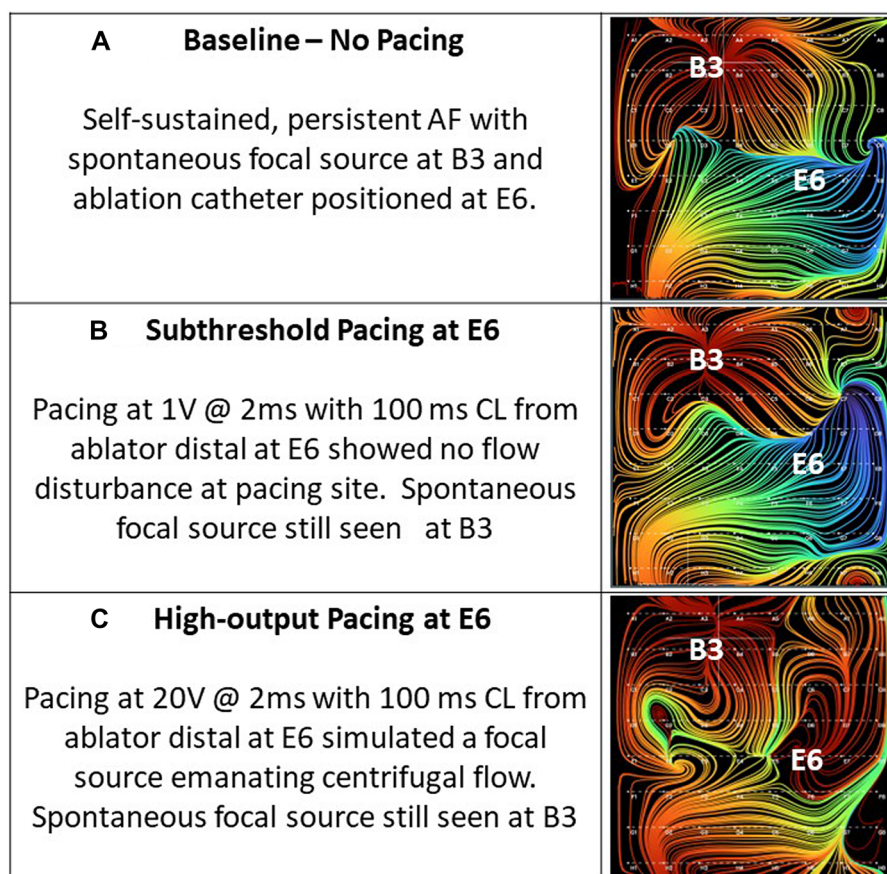 A Baseline – No Pacing
Self-sustained, persistent AF with
spontaneous focal source at B3 and
ablation catheter positioned at E6.
B3
E6
B Subthreshold Pacing at E6
Pacing at 1V @ 2ms with 100 ms CL from
ablator distal at E6 showed no flow
disturbance at pacing site. Spontaneous
focal source still seen at B3
B3
E6
C High-output Pacing at E6
Pacing at 20V @ 2ms with 100 ms CL from
ablator distal at E6 simulated a focal
source emanating centrifugal flow.
Spontaneous focal source still seen at B3
B3
E6